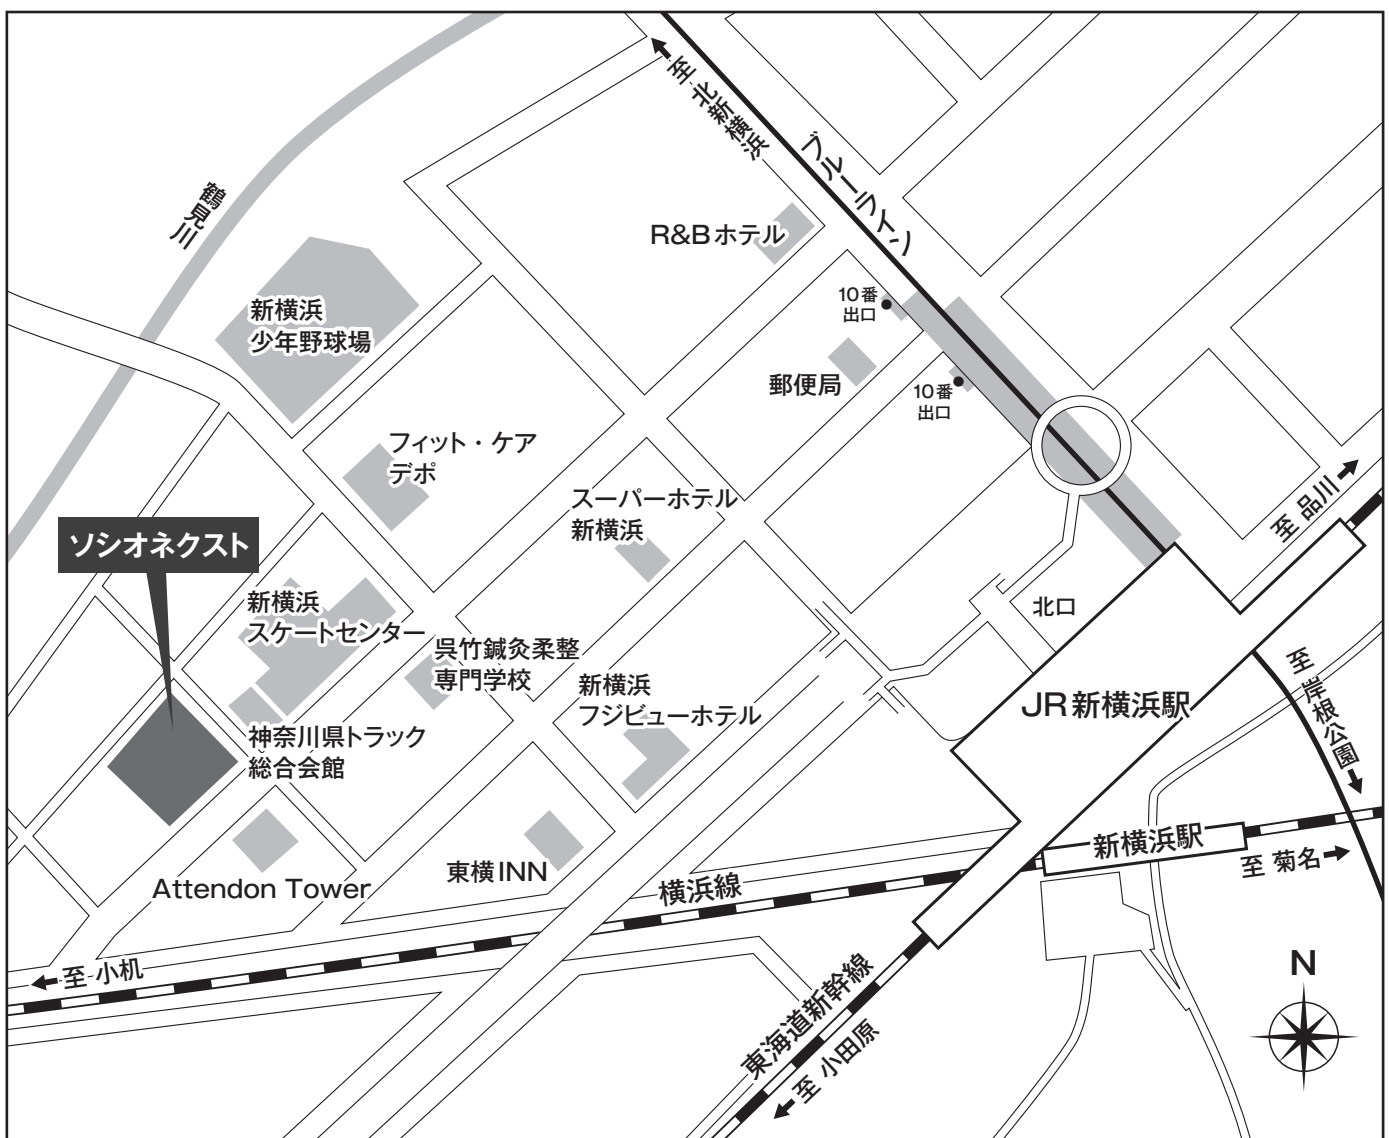 至 北新横浜
ブルーライン
鶴見川
R&Bホテル
新横浜
少年野球場
10番
出口
郵便局
10番
出口
フィット・ケア
デポ
スーパーホテル
新横浜
至 品川
ソシオネクスト
新横浜
スケートセンター
北口
呉竹鍼灸柔整
専門学校
新横浜
フジビューホテル
至 岸根公園
JR新横浜駅
神奈川県トラック
総合会館
新横浜駅
至 菊名
東横INN
横浜線
Attendon Tower
至 小机
東海道新幹線
至 小田原
N